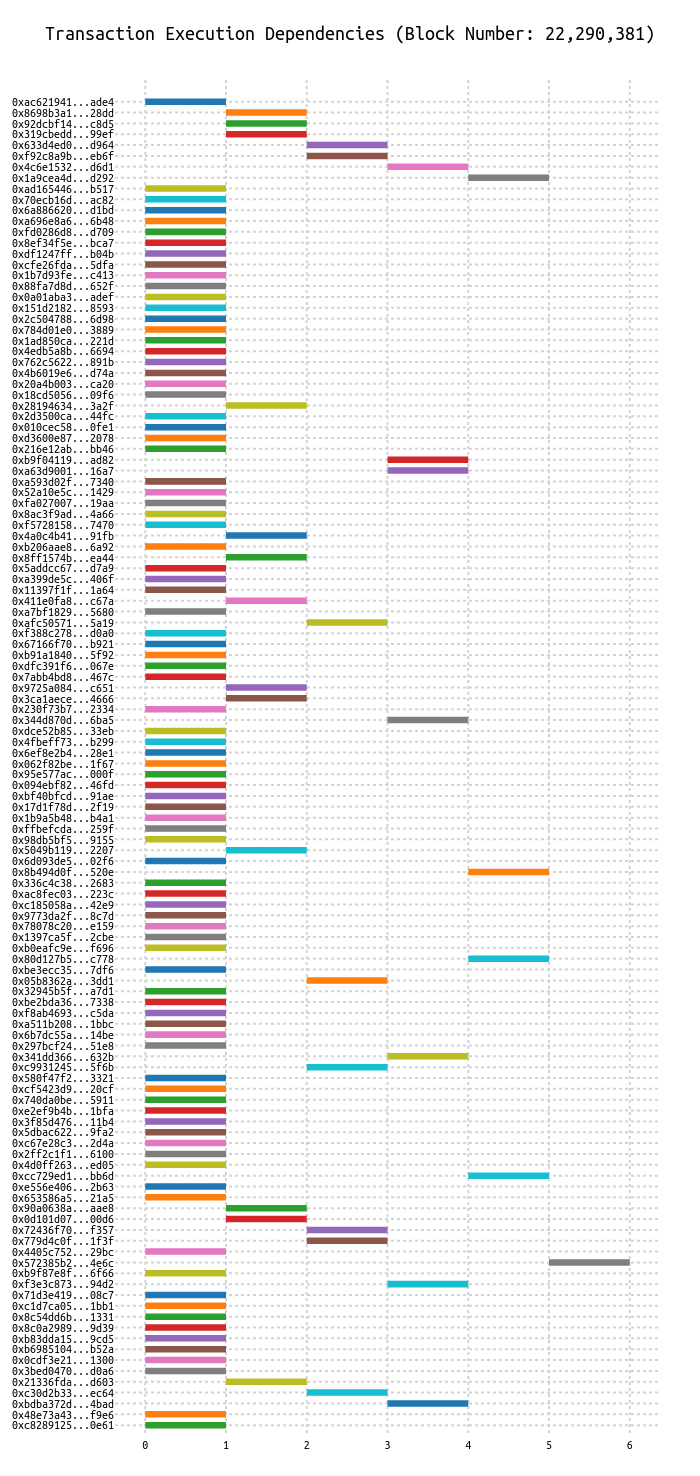 Transaction Execution Dependencies (Block Number: 22,290,381)
0xac621941...ade4
0x8698b3a1...28dd
0x92dcbf14...c8d5
0x319cbedd...99ef
0x633d4ed0...d964
0xf92c8a9b...eb6f
0x4c6e1532...d6d1
0x1a9cea4d...d292
0xad165446...b517
0x70ecb16d...ac82
0x6a886620...d1bd
0xa696e8a6...6b48
0xfd0286d8...d709
0x8ef34f5e...bca7
0xdf1247ff...b04b
0xcfe26fda...5dfa
0x1b7d93fe...c413
0x88fa7d8d...652f
0x0a01aba3...adef
0x151d2182...8593
0x2c504788...6d98
0x784d01e0...3889
0x1ad850ca...221d
0x4edb5a8b...6694
0x762c5622...891b
0x4b6019e6...d74a
0x20a4b003...ca20
0x18cd5056...09f6
0x28194634...3a2f
0x2d3500ca...44fc
0x010cec58...0fe1
0xd3600e87...2078
0x216e12ab...bb46
0xb9f04119...ad82
0xa63d9001...16a7
0xa593d02f...7340
0x52a10e5c...1429
0xfa027007...19aa
0x8ac3f9ad...4a66
0xf5728158...7470
0x4a0c4b41...91fb
0xb206aae8...6a92
0x8ff1574b...ea44
0x5addcc67...d7a9
0xa399de5c...406f
0x11397f1f...1a64
0x411e0fa8...c67a
0xa7bf1829...5680
0xafc50571...5a19
0xf388c278...d0a0
0x67166f70...b921
0xb91a1840...5f92
0xdfc391f6...067e
0x7abb4bd8...467c
0x9725a084...c651
0x3ca1aece...4666
0x230f73b7...2334
0x344d870d...6ba5
0xdce52b85...33eb
0x4fbeff73...b299
0x6ef8e2b4...28e1
0x062f82be...1f67
0x95e577ac...000f
0x094ebf82...46fd
0xbf40bfcd...91ae
0x17d1f78d...2f19
0x1b9a5b48...b4a1
0xffbefcda...259f
0x98db5bf5...9155
0x5049b119...2207
0x6d093de5...02f6
0x8b494d0f...520e
0x336c4c38...2683
0xac8fec03...223c
0xc185058a...42e9
0x9773da2f...8c7d
0x78078c20...e159
0x1397ca5f...2cbe
0xb0eafc9e...f696
0x80d127b5...c778
0xbe3ecc35...7df6
0x05b8362a...3dd1
0x32945b5f...a7d1
0xbe2bda36...7338
0xf8ab4693...c5da
0xa511b208...1bbc
0x6b7dc55a...14be
0x297bcf24...51e8
0x341dd366...632b
0xc9931245...5f6b
0x580f47f2...3321
0xcf5423d9...20cf
0x740da0be...5911
0xe2ef9b4b...1bfa
0x3f85d476...11b4
0x5dbac622...9fa2
0xc67e28c3...2d4a
0x2ff2c1f1...6100
0x4d0ff263...ed05
0xcc729ed1...bb6d
0xe556e406...2b63
0x653586a5...21a5
0x90a0638a...aae8
0x0d101d07...00d6
0x72436f70...f357
0x779d4c0f...1f3f
0x4405c752...29bc
0x572385b2...4e6c
0xb9f87e8f...6f66
0xf3e3c873...94d2
0x71d3e419...08c7
0xc1d7ca05...1bb1
0x8c54dd6b...1331
0x8c0a2989...9d39
0xb83dda15...9cd5
0xb6985104...b52a
0x0cdf3e21...1300
0x3bed0470...d0a6
0x21336fda...d603
0xc30d2b33...ec64
0xbdba372d...4bad
0x48e73a43...f9e6
0xc8289125...0e61
0 1 2 3 4 5 6